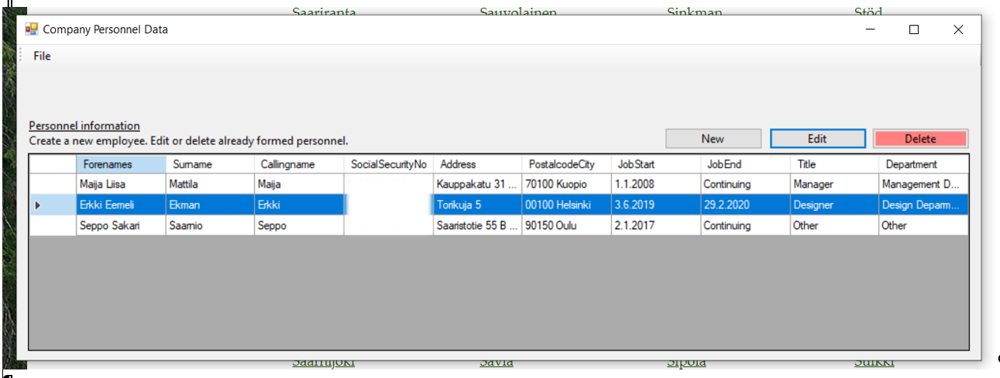 Saariranta Sauvolainen Sinkman Stöd
Company Personnel Data
File
Personnel information
Create a new employee. Edit or delete already formed personnel.
New Edit Delete
Forenames Surname Callingname SocialSecurityNo Address PostalcodeCity JobStart JobEnd Title Department
Maija Liisa Mattila Maija Kauppakatu 31 ... 70100 Kuopio 1.1.2008 Continuing Manager Management D...
Erkki Eemeli Ekman Erkki Torikuja 5 00100 Helsinki 3.6.2019 29.2.2020 Designer Design Deparm...
Seppo Sakari Saarnio Seppo Saaristotie 55 B ... 90150 Oulu 2.1.2017 Continuing Other Other
Saarnijoki Savia Sipola Sulkki